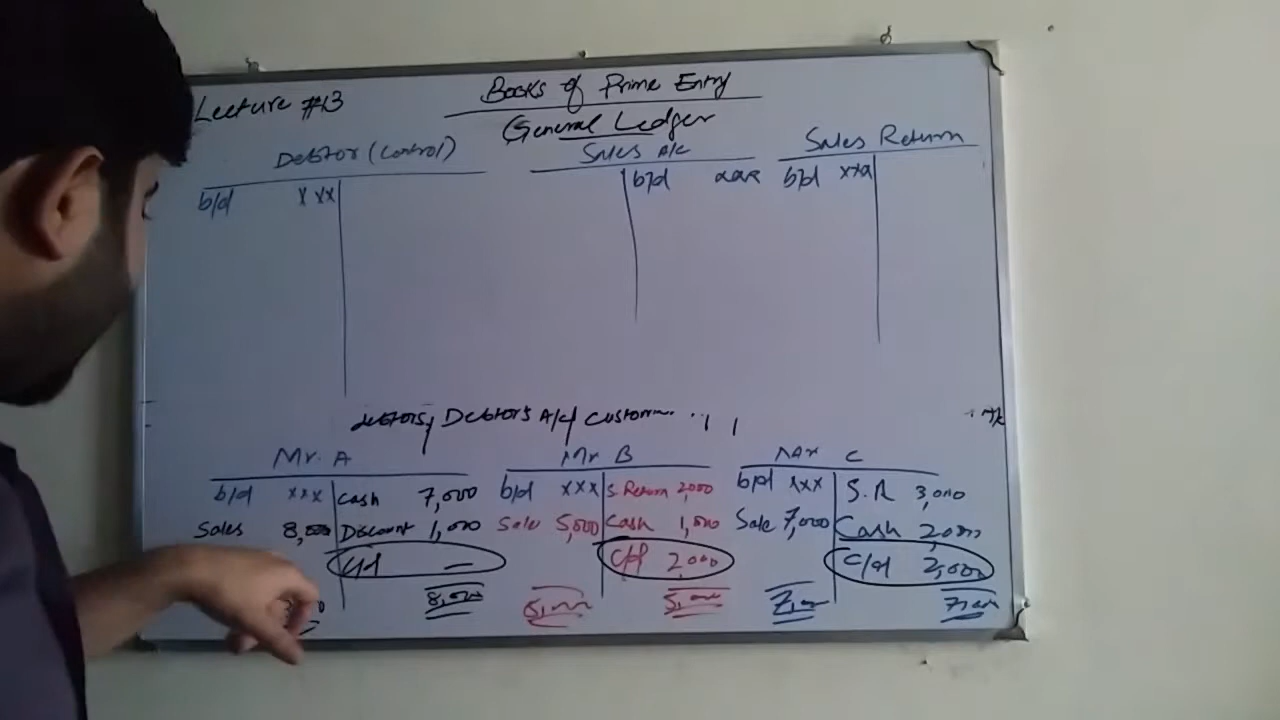 Lecture #13
Books of Prime Entry
General Ledger
Debtor (Control)
b/d xxx
Sales A/c
b/d xxx
Sales Return
b/d xxx
Debtors A/c
Mr. A
b/d xxx Cash 7,000
Sales 8,000 Discount 1,000
c/d —
8,000
Mr B
b/d xxx S. Return 2000
Sale 5,000 Cash 1,000
c/d 2,000
5,000 5,000
Mr C
b/d xxx S.R 3,000
Sale 7,000 Cash 2,000
c/d 2,000
7,000 7,000